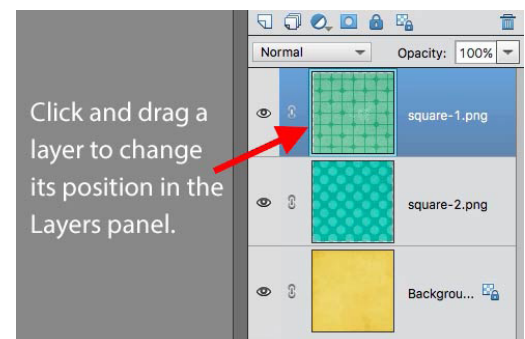 Normal Opacity: 100%
Click and drag a
layer to change
its position in the
Layers panel.
square-1.png
square-2.png
Backgrou...